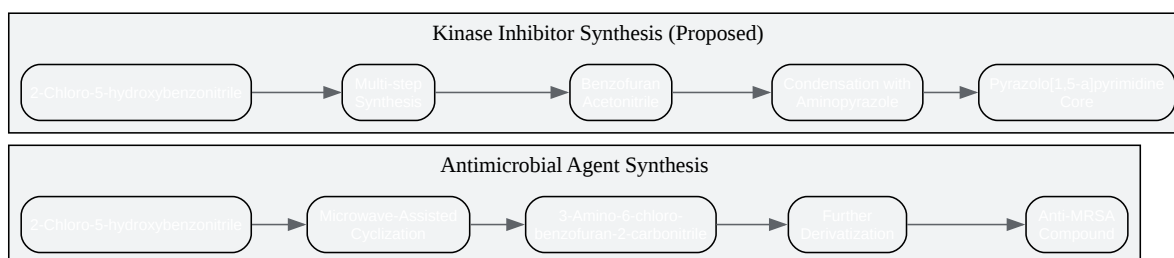 Kinase Inhibitor Synthesis (Proposed)
2-Chloro-5-hydroxybenzonitrile
Multi-step
Synthesis
Benzofuran
Acetonitrile
Condensation with
Aminopyrazole
Pyrazolo[1,5-a]pyrimidine
Core
Antimicrobial Agent Synthesis
2-Chloro-5-hydroxybenzonitrile
Microwave-Assisted
Cyclization
3-Amino-6-chloro-
benzofuran-2-carbonitrile
Further
Derivatization
Anti-MRSA
Compound